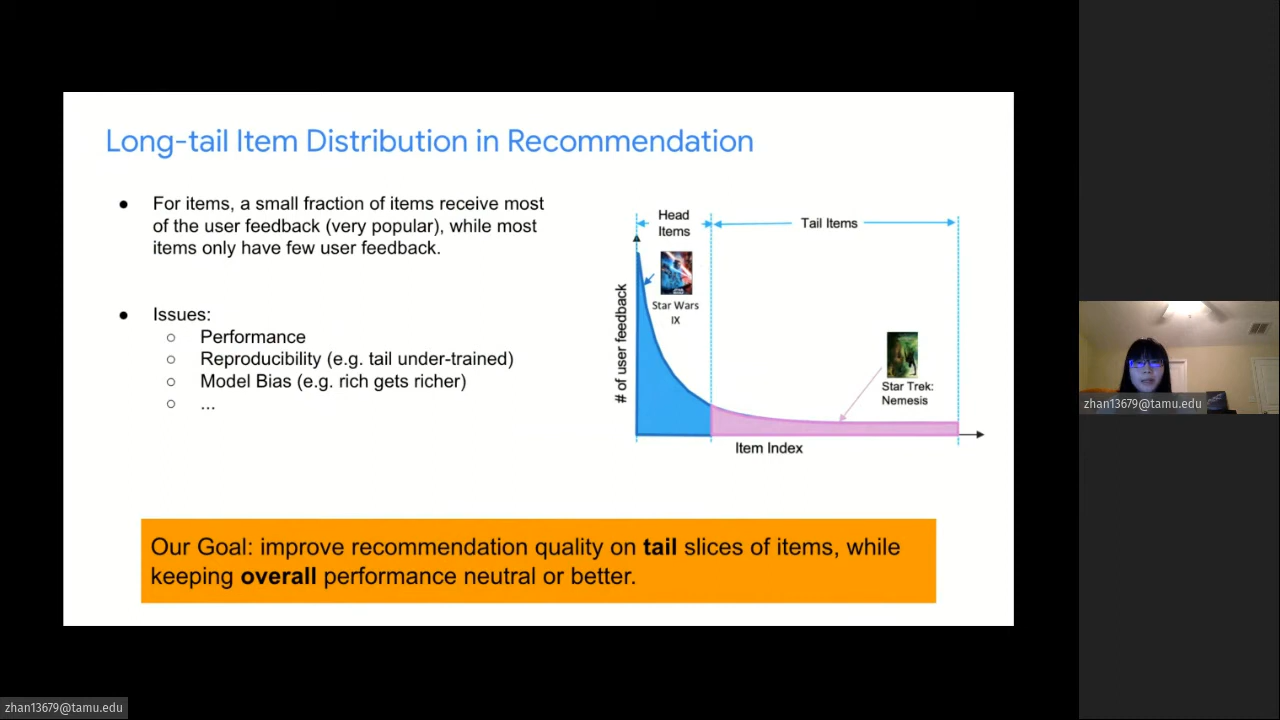 Long-tail Item Distribution in Recommendation
● For items, a small fraction of items receive most
of the user feedback (very popular), while most
items only have few user feedback.
● Issues:
○ Performance
○ Reproducibility (e.g. tail under-trained)
○ Model Bias (e.g. rich gets richer)
○ ...
Head
Items
Tail Items
# of user feedback
Star Wars
IX
Star Trek:
Nemesis
Item Index
Our Goal: improve recommendation quality on tail slices of items, while
keeping overall performance neutral or better.
zhan13679@tamu.edu
zhan13679@tamu.edu